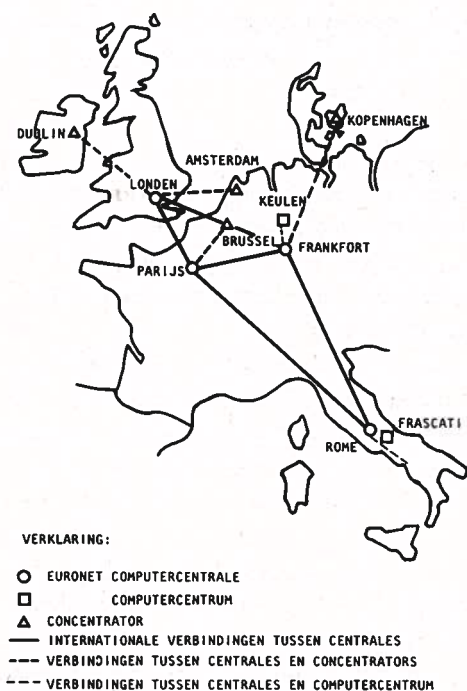 KOPENHAGEN
DUBLIN
AMSTERDAM
LONDEN
KEULEN
BRUSSEL
FRANKFORT
PARIJS
FRASCATI
ROME
VERKLARING:
EURONET COMPUTERCENTRALE
COMPUTERCENTRUM
CONCENTRATOR
INTERNATIONALE VERBINDINGEN TUSSEN CENTRALES
VERBINDINGEN TUSSEN CENTRALES EN CONCENTRATORS
VERBINDINGEN TUSSEN CENTRALES EN COMPUTERCENTRUM